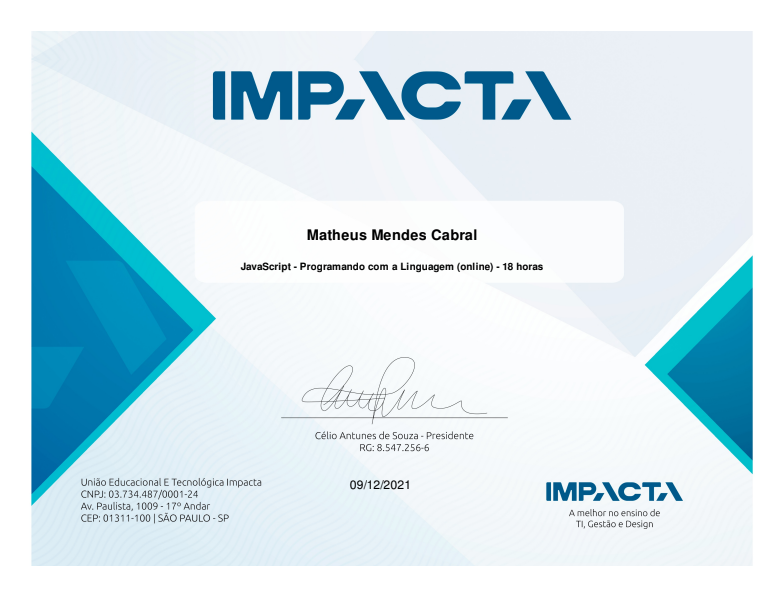 IMPACTA
Matheus Mendes Cabral
JavaScript - Programando com a Linguagem (online) - 18 horas
Célio Antunes de Souza - Presidente
RG: 8.547.256-6
União Educacional E Tecnológica Impacta
CNPJ: 03.734.487/0001-24
Av. Paulista, 1009 - 17º Andar
CEP: 01311-100 | SÃO PAULO - SP
09/12/2021
IMPACTA
A melhor no ensino de
TI, Gestão e Design